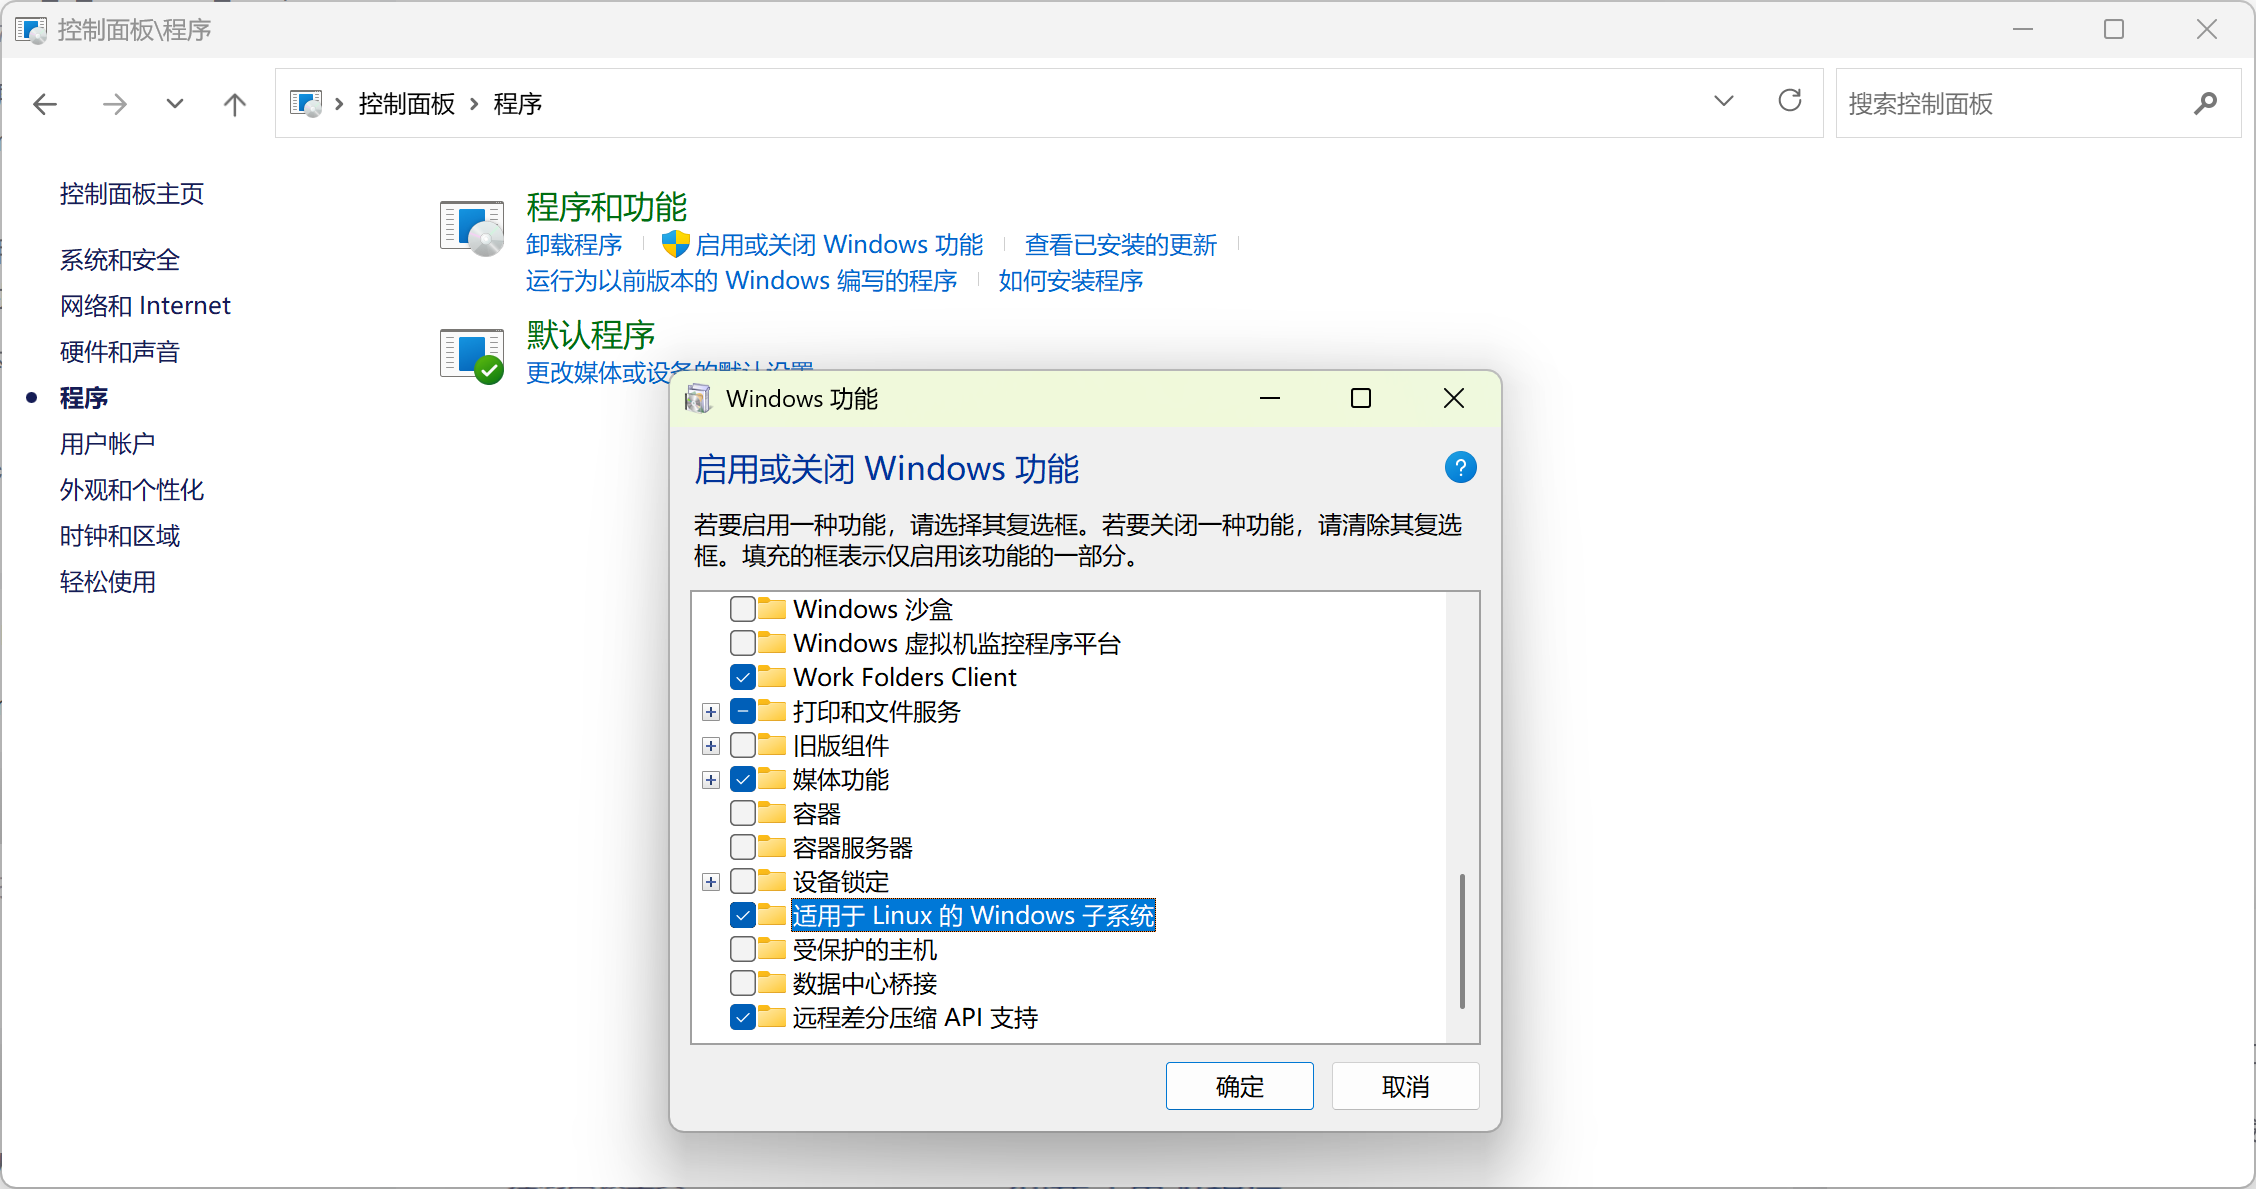 控制面板\程序
控制面板 程序
搜索控制面板
控制面板主页
系统和安全
网络和 Internet
硬件和声音
程序
用户帐户
外观和个性化
时钟和区域
轻松使用
程序和功能
卸载程序 启用或关闭 Windows 功能 查看已安装的更新
运行为以前版本的 Windows 编写的程序 如何安装程序
默认程序
更改媒体或设备的默认设置
Windows 功能
启用或关闭 Windows 功能
?
若要启用一种功能，请选择其复选框。若要关闭一种功能，请清除其复选
框。填充的框表示仅启用该功能的一部分。
Windows 沙盒
Windows 虚拟机监控程序平台
Work Folders Client
打印和文件服务
旧版组件
媒体功能
容器
容器服务器
设备锁定
适用于 Linux 的 Windows 子系统
受保护的主机
数据中心桥接
远程差分压缩 API 支持
确定 取消